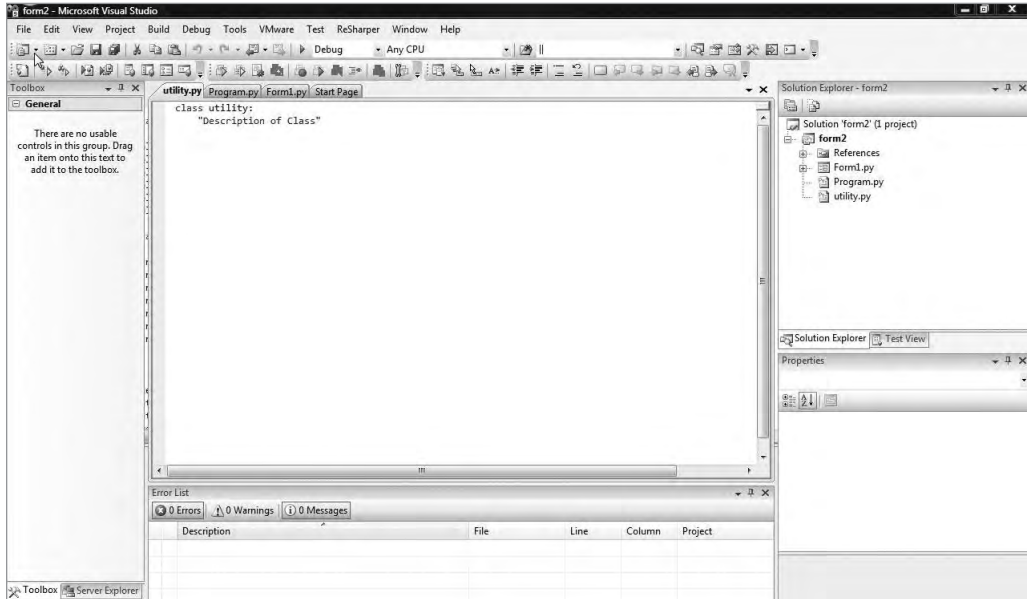 form2 - Microsoft Visual Studio
File Edit View Project Build Debug Tools VMware Test ReSharper Window Help
Debug Any CPU
Toolbox
General
There are no usable
controls in this group. Drag
an item onto this text to
add it to the toolbox.
Toolbox Server Explorer
utility.py Program.py Form1.py Start Page
class utility:
"Description of Class"
Error List
0 Errors 0 Warnings 0 Messages
Description File Line Column Project
Solution Explorer - form2
Solution 'form2' (1 project)
form2
References
Form1.py
Program.py
utility.py
Solution Explorer Test View
Properties